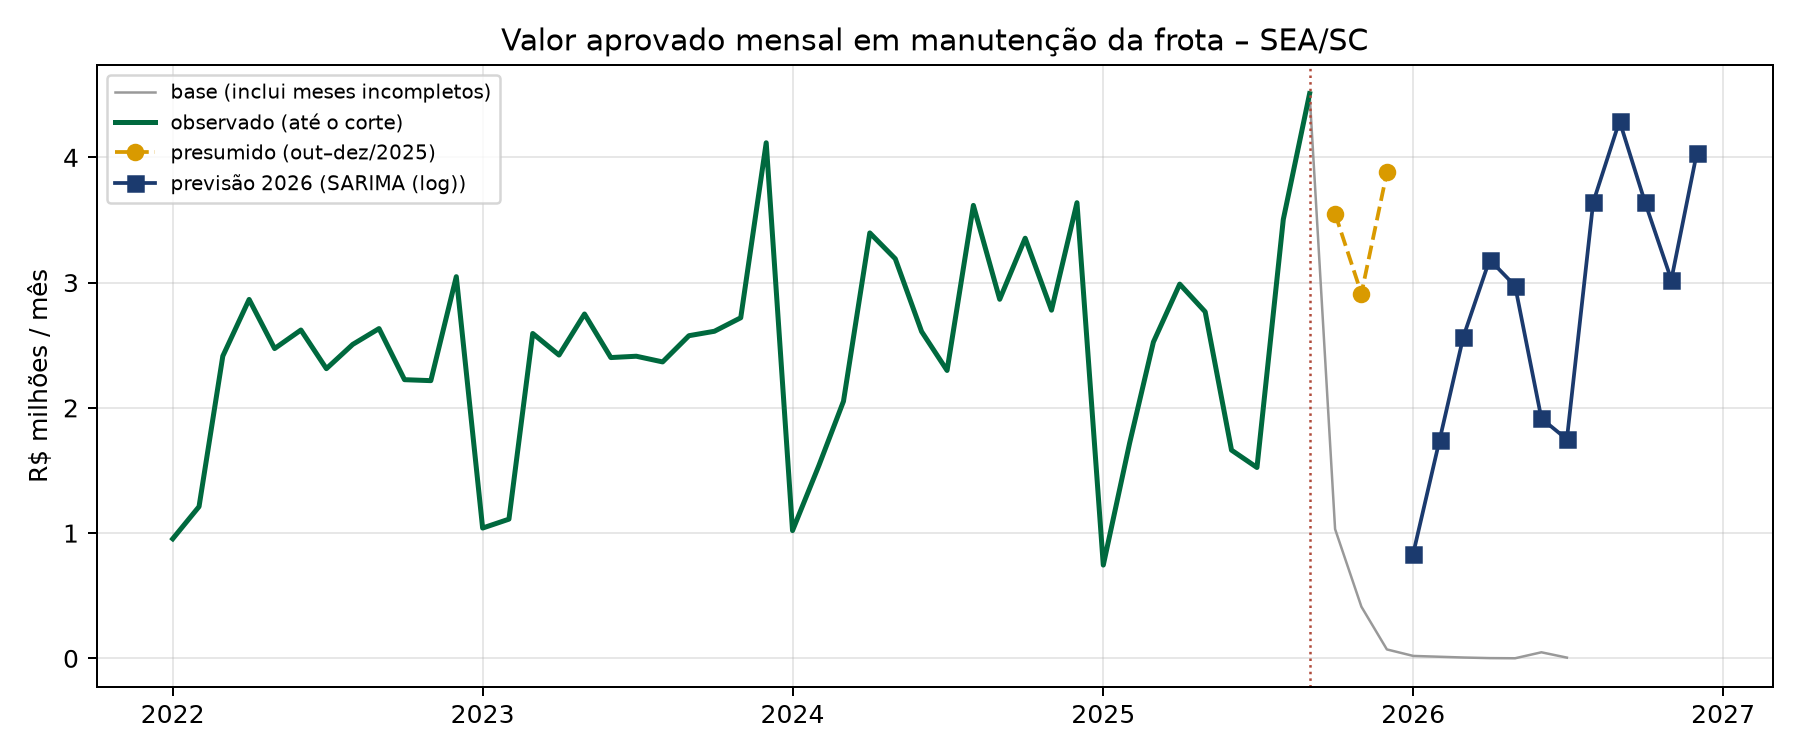 Valor aprovado mensal em manutenção da frota – SEA/SC
base (inclui meses incompletos)
observado (até o corte)
presumido (out–dez/2025)
previsão 2026 (SARIMA (log))
R$ milhões / mês
4
3
2
1
0
2022 2023 2024 2025 2026 2027